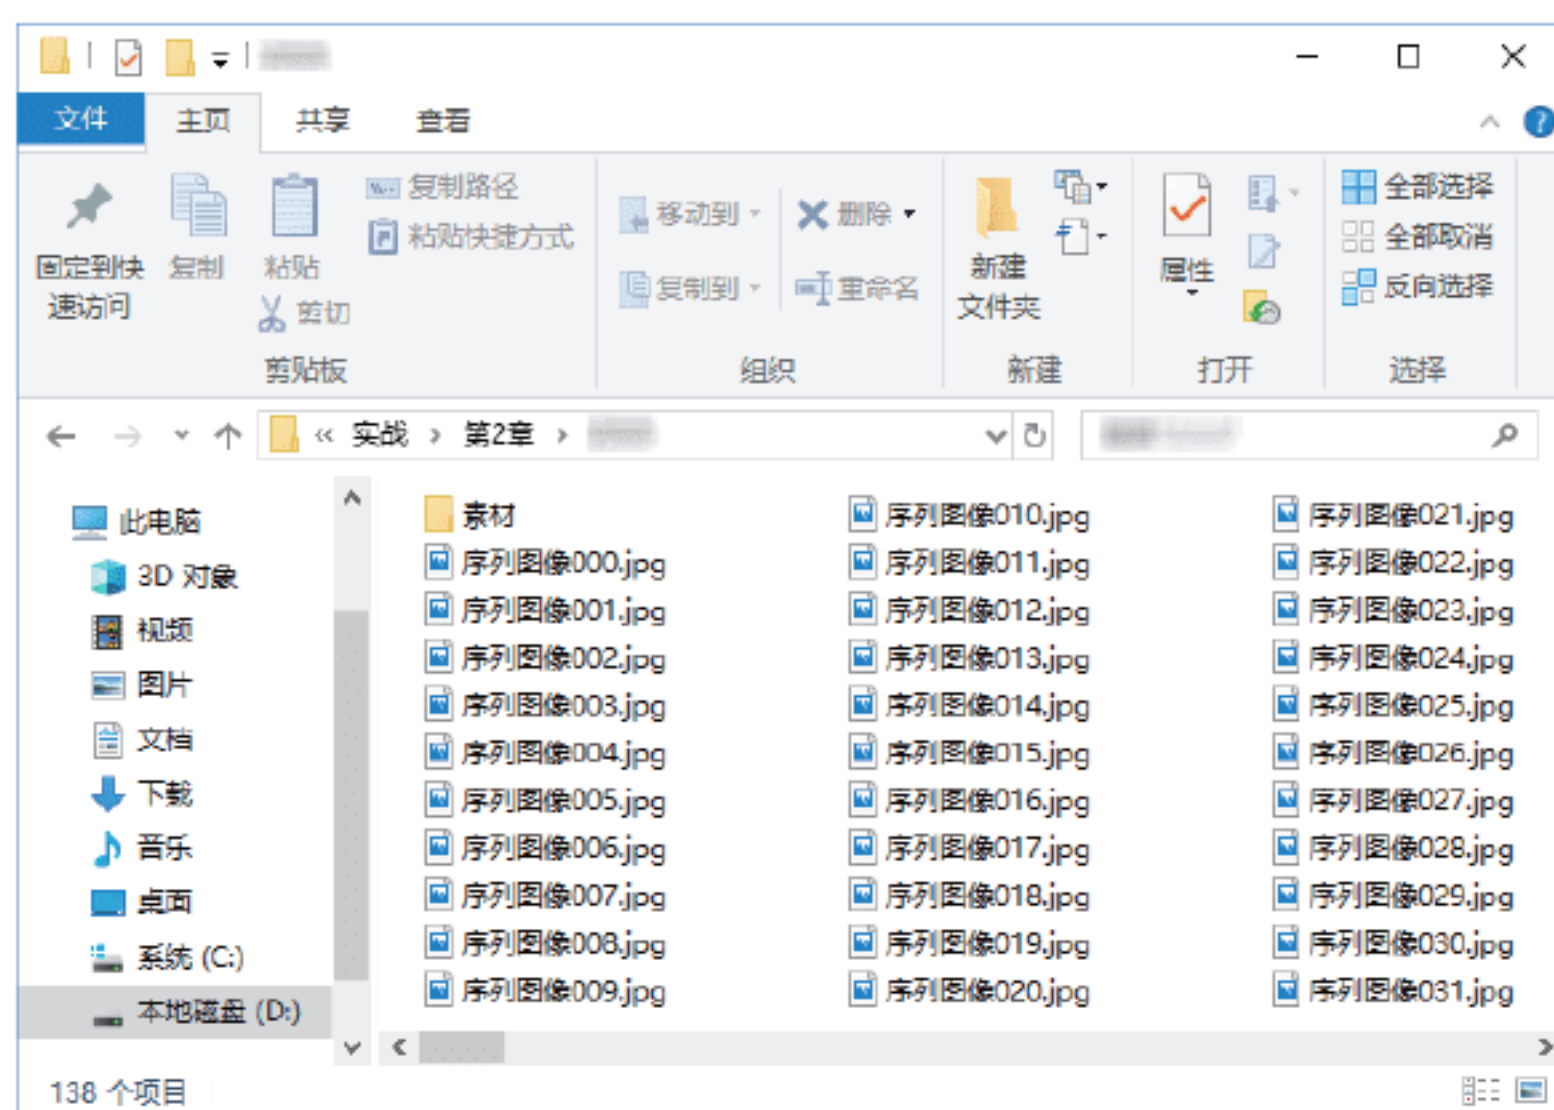 文件 主页 共享 查看
固定到快速访问
复制
粘贴
复制路径
粘贴快捷方式
剪切
剪贴板
移动到
复制到
删除
重命名
组织
新建
文件夹
新建
属性
打开
全部选择
全部取消
反向选择
选择
« 实战 › 第2章 ›
此电脑
3D 对象
视频
图片
文档
下载
音乐
桌面
系统 (C:)
本地磁盘 (D:)
素材
序列图像000.jpg
序列图像001.jpg
序列图像002.jpg
序列图像003.jpg
序列图像004.jpg
序列图像005.jpg
序列图像006.jpg
序列图像007.jpg
序列图像008.jpg
序列图像009.jpg
序列图像010.jpg
序列图像011.jpg
序列图像012.jpg
序列图像013.jpg
序列图像014.jpg
序列图像015.jpg
序列图像016.jpg
序列图像017.jpg
序列图像018.jpg
序列图像019.jpg
序列图像020.jpg
序列图像021.jpg
序列图像022.jpg
序列图像023.jpg
序列图像024.jpg
序列图像025.jpg
序列图像026.jpg
序列图像027.jpg
序列图像028.jpg
序列图像029.jpg
序列图像030.jpg
序列图像031.jpg
138 个项目